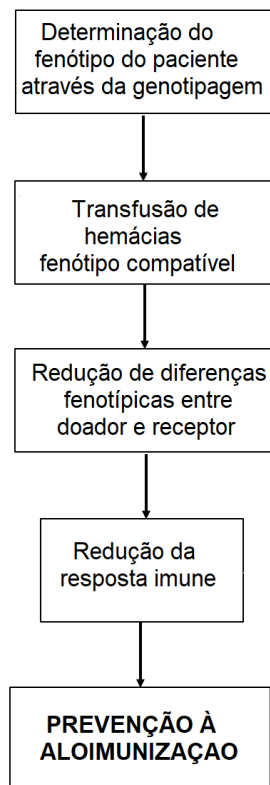 Determinação do
fenótipo do paciente
através da genotipagem
Transfusão de
hemácias
fenótipo compatível
Redução de diferenças
fenotípicas entre
doador e receptor
Redução da
resposta imune
PREVENÇÃO À
ALOIMUNIZAÇAO